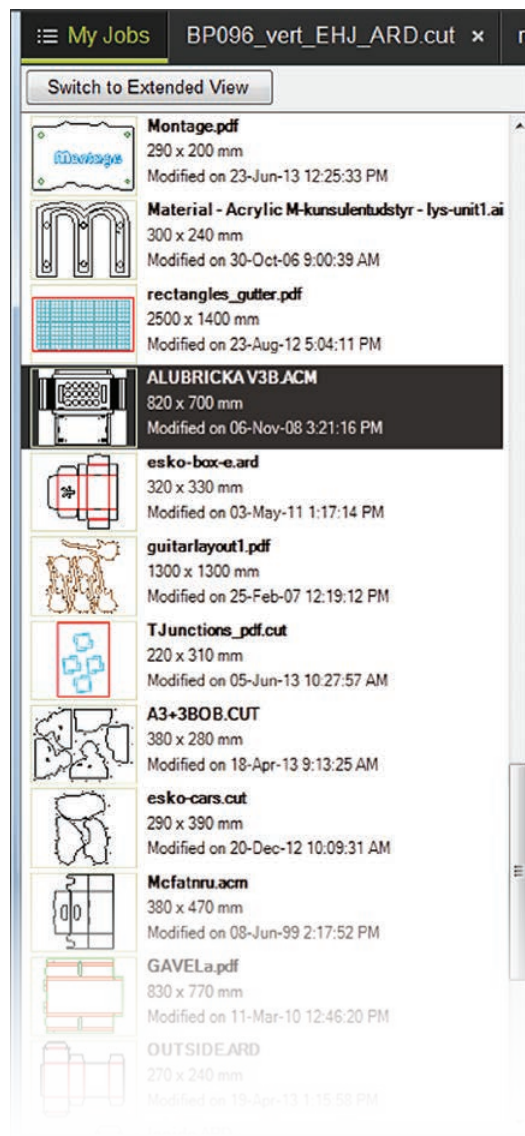 My Jobs BP096_vert_EHJ_ARD.cut ×
Switch to Extended View
Montage
Montage.pdf
290 x 200 mm
Modified on 23-Jun-13 12:25:33 PM
Material - Acrylic M-kunsulentudstyr - lys-unit1.ai
300 x 240 mm
Modified on 30-Oct-06 9:00:39 AM
rectangles_gutter.pdf
2500 x 1400 mm
Modified on 23-Aug-12 5:04:11 PM
ALUBRICKA V3B.ACM
820 x 700 mm
Modified on 06-Nov-08 3:21:16 PM
esko-box-e.ard
320 x 330 mm
Modified on 03-May-11 1:17:14 PM
guitarlayout1.pdf
1300 x 1300 mm
Modified on 25-Feb-07 12:19:12 PM
TJunctions_pdf.cut
220 x 310 mm
Modified on 05-Jun-13 10:27:57 AM
A3+3BOB.CUT
380 x 280 mm
Modified on 18-Apr-13 9:13:25 AM
esko-cars.cut
290 x 390 mm
Modified on 20-Dec-12 10:09:31 AM
Mcfatnru.acm
380 x 470 mm
Modified on 08-Jun-99 2:17:52 PM
GAVELa.pdf
830 x 770 mm
Modified on 11-Mar-10 12:46:20 PM
OUTSIDE.ARD
270 x 240 mm
Modified on 19-Apr-13 1:15:58 PM